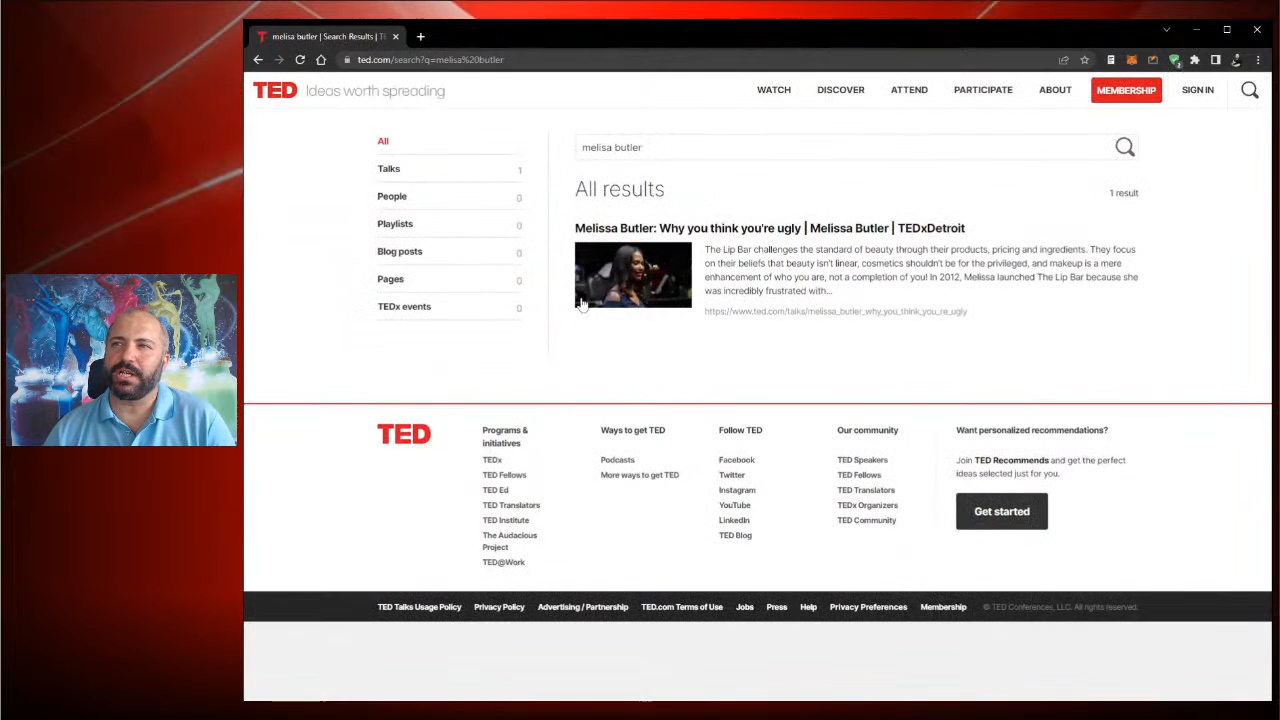 melisa butler | Search Results | T
ted.com/search?q=melisa%20butler
TED Ideas worth spreading
WATCH DISCOVER ATTEND PARTICIPATE ABOUT MEMBERSHIP SIGN IN
All
Talks 1
People 0
Playlists 0
Blog posts 0
Pages 0
TEDx events 0
melisa butler
All results
1 result
Melissa Butler: Why you think you're ugly | Melissa Butler | TEDxDetroit
The Lip Bar challenges the standard of beauty through their products, pricing and ingredients. They focus
on their beliefs that beauty isn't linear, cosmetics shouldn't be for the privileged, and makeup is a mere
enhancement of who you are, not a completion of you! In 2012, Melissa launched The Lip Bar because she
was incredibly frustrated with...
https://www.ted.com/talks/melissa_butler_why_you_think_you_re_ugly
TED
Programs &
initiatives
TEDx
TED Fellows
TED Ed
TED Translators
TED Institute
The Audacious
Project
TED@Work
Ways to get TED
Podcasts
More ways to get TED
Follow TED
Facebook
Twitter
Instagram
YouTube
LinkedIn
TED Blog
Our community
TED Speakers
TED Fellows
TED Translators
TEDx Organizers
TED Community
Want personalized recommendations?
Join TED Recommends and get the perfect
ideas selected just for you.
Get started
TED Talks Usage Policy Privacy Policy Advertising / Partnership TED.com Terms of Use Jobs Press Help Privacy Preferences Membership © TED Conferences, LLC. All rights reserved.